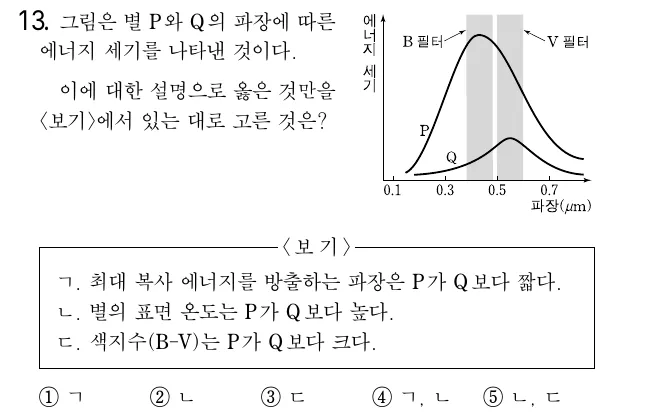 13. 그림은 별 P와 Q의 파장에 따른
에너지 세기를 나타낸 것이다.
이에 대한 설명으로 옳은 것만을
〈보기〉에서 있는 대로 고른 것은?
에너지 세기
B 필터
V 필터
P
Q
0.1 0.3 0.5 0.7
파장(μm)
〈보 기〉
ㄱ. 최대 복사 에너지를 방출하는 파장은 P가 Q보다 짧다.
ㄴ. 별의 표면 온도는 P가 Q보다 높다.
ㄷ. 색지수(B-V)는 P가 Q보다 크다.
① ㄱ ② ㄴ ③ ㄷ ④ ㄱ, ㄴ ⑤ ㄴ, ㄷ